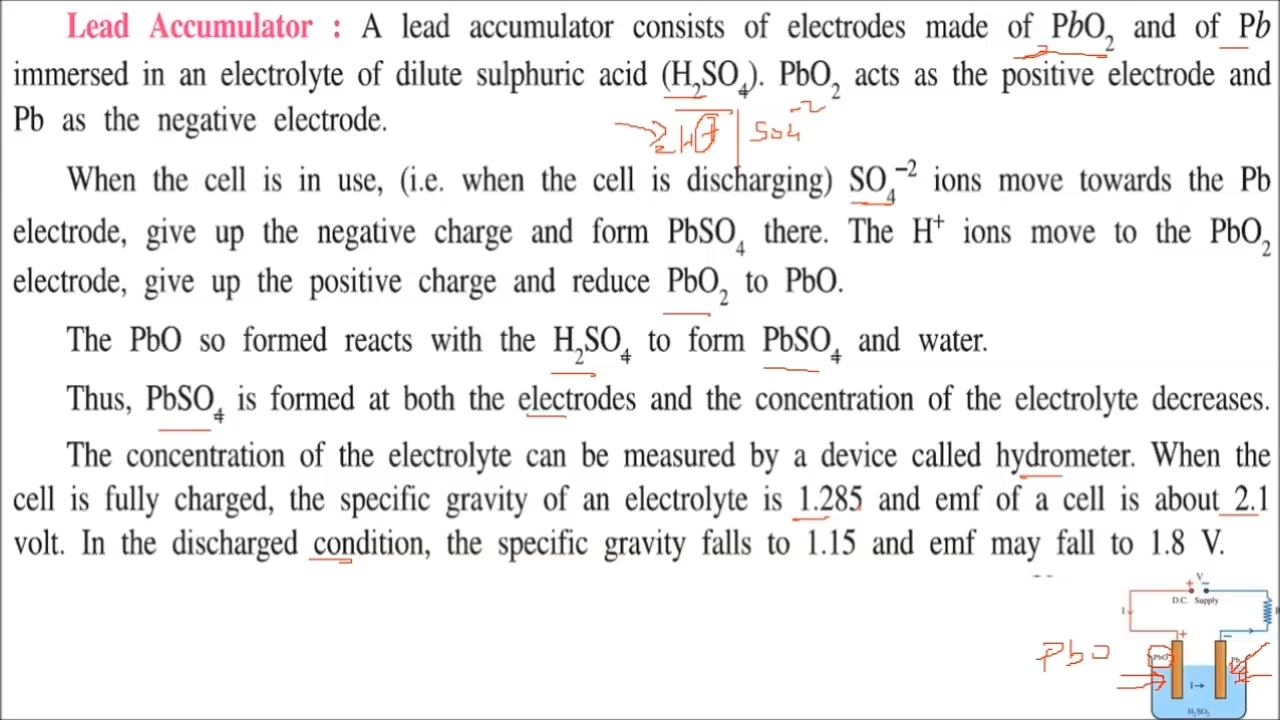 Lead Accumulator : A lead accumulator consists of electrodes made of PbO₂ and of Pb
immersed in an electrolyte of dilute sulphuric acid (H₂SO₄). PbO₂ acts as the positive electrode and
Pb as the negative electrode.
2H⁺ | SO4⁻²
When the cell is in use, (i.e. when the cell is discharging) SO₄⁻² ions move towards the Pb
electrode, give up the negative charge and form PbSO₄ there. The H⁺ ions move to the PbO₂
electrode, give up the positive charge and reduce PbO₂ to PbO.
The PbO so formed reacts with the H₂SO₄ to form PbSO₄ and water.
Thus, PbSO₄ is formed at both the electrodes and the concentration of the electrolyte decreases.
The concentration of the electrolyte can be measured by a device called hydrometer. When the
cell is fully charged, the specific gravity of an electrolyte is 1.285 and emf of a cell is about 2.1
volt. In the discharged condition, the specific gravity falls to 1.15 and emf may fall to 1.8 V.
V
+ −
D.C. Supply
I
+ −
PbO
Pb
I→